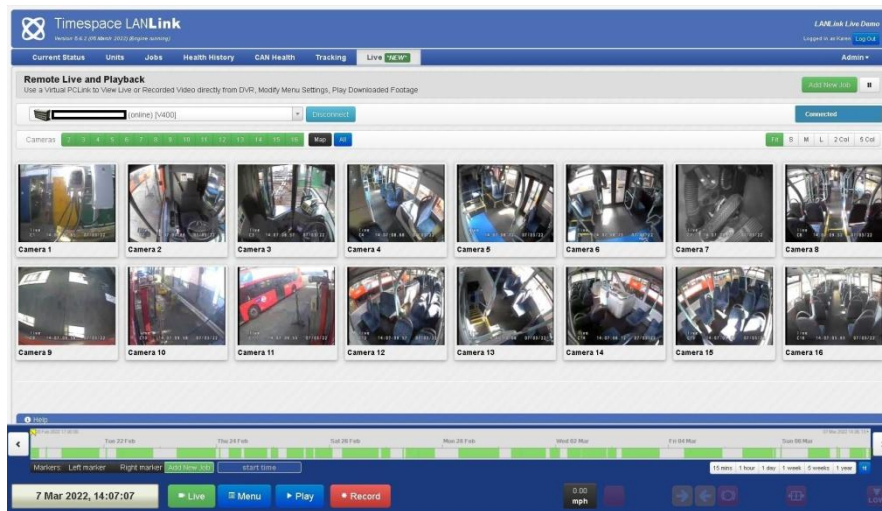 Timespace LANLink
LANLink Live Demo
Logged in as Karen Log Out
Current Status Units Jobs Health History CAN Health Tracking Live *NEW* Admin
Remote Live and Playback
Use a Virtual PCLink to View Live or Recorded Video directly from DVR, Modify Menu Settings, Play Downloaded Footage
Add New Job
(online) [V400] Disconnect Connected
Cameras 2 3 4 5 6 7 8 9 10 11 12 13 14 15 16 Map All Fit S M L 2 Col 5 Col
Camera 1 Camera 2 Camera 3 Camera 4 Camera 5 Camera 6 Camera 7 Camera 8
Camera 9 Camera 10 Camera 11 Camera 12 Camera 13 Camera 14 Camera 15 Camera 16
Help
Tue 22 Feb Thu 24 Feb Sat 26 Feb Mon 28 Feb Wed 02 Mar Fri 04 Mar Sun 06 Mar
Markers Left marker Right marker Add New Job start time 15 mins 1 hour 1 day 1 week 5 weeks 1 year
7 Mar 2022, 14:07:07 Live Menu Play Record 0.00 LOW
mph